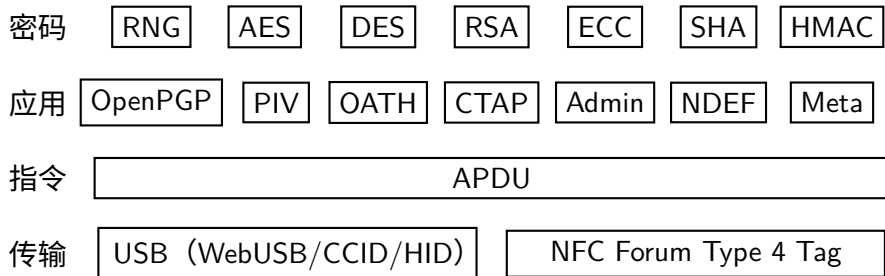 密码 RNG AES DES RSA ECC SHA HMAC
应用 OpenPGP PIV OATH CTAP Admin NDEF Meta
指令 APDU
传输 USB（WebUSB/CCID/HID） NFC Forum Type 4 Tag